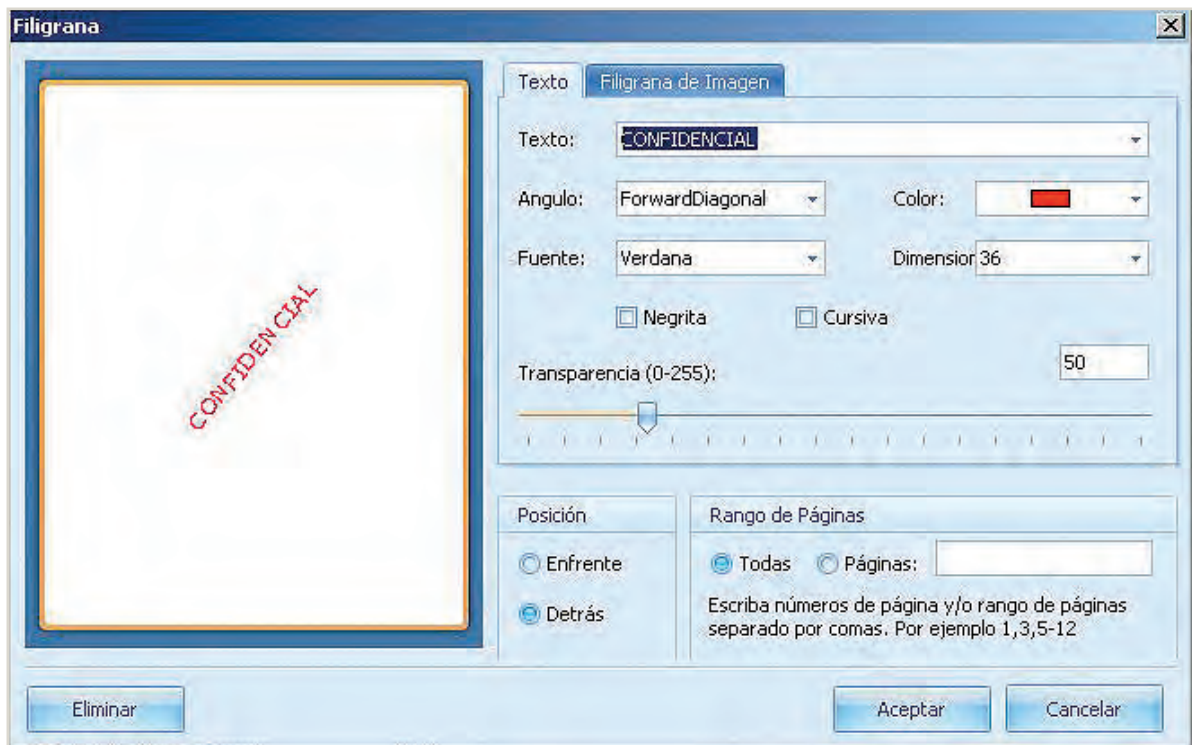 Filigrana
Texto Filigrana de Imagen
Texto: CONFIDENCIAL
Angulo: ForwardDiagonal Color:
Fuente: Verdana Dimension 36
Negrita Cursiva
Transparencia (0-255): 50
CONFIDENCIAL
Posición
Enfrente
Detrás
Rango de Páginas
Todas Páginas:
Escriba números de página y/o rango de páginas
separado por comas. Por ejemplo 1,3,5-12
Eliminar Aceptar Cancelar